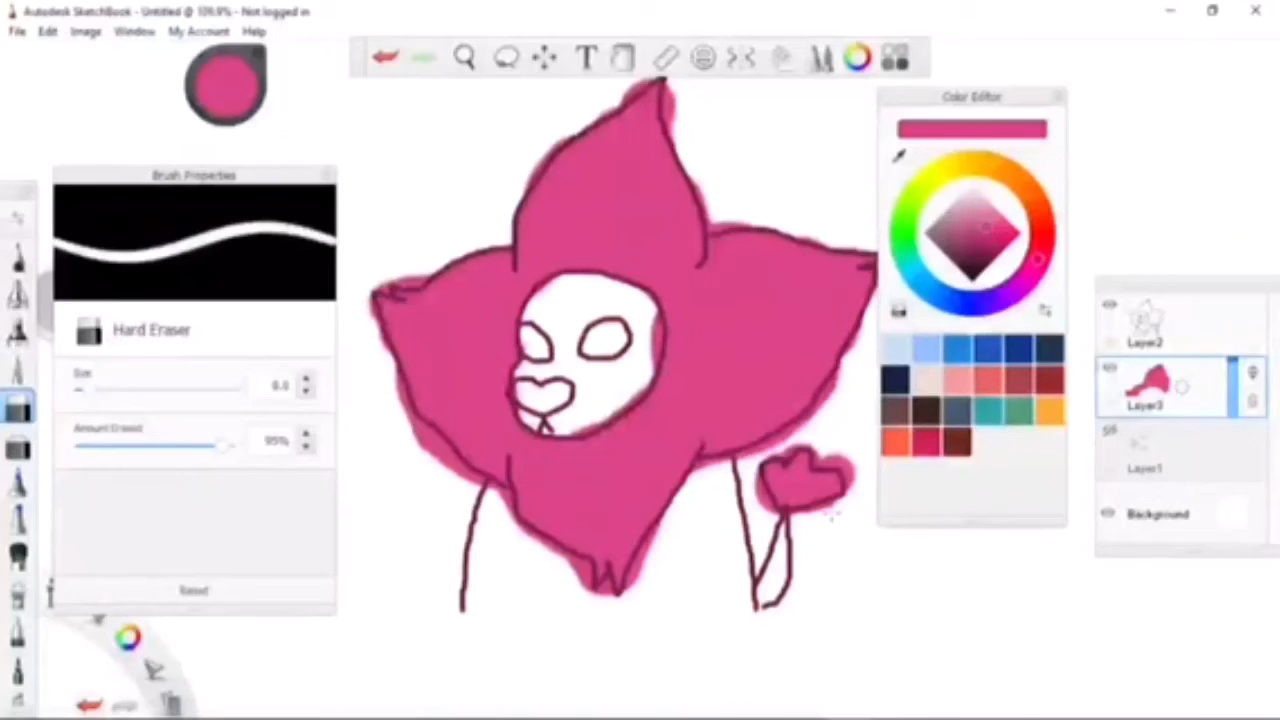 Autodesk SketchBook - Untitled @ 109.9% - Not logged in
File Edit Image Window My Account Help
T
Color Editor
Brush Properties
Hard Eraser
Size
8.0
Amount Erased
95%
Reset
Layer2
Layer3
Layer1
Background